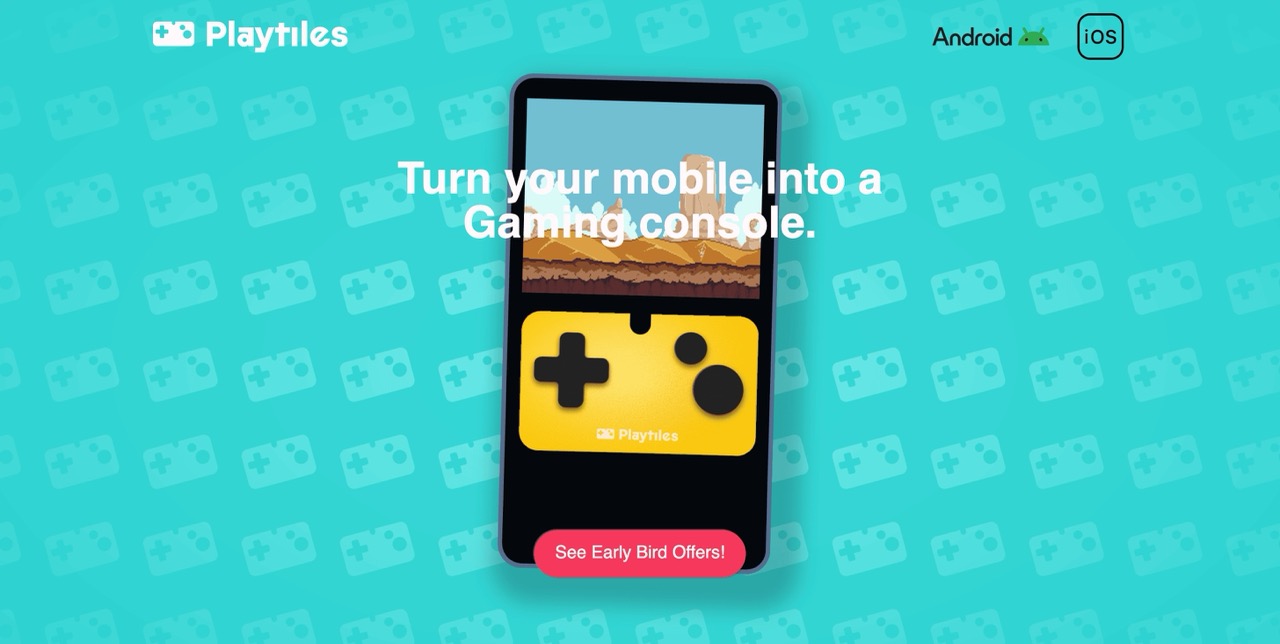 Playtiles
Android
iOS
Turn your mobile into a
Gaming console.
Playtiles
See Early Bird Offers!